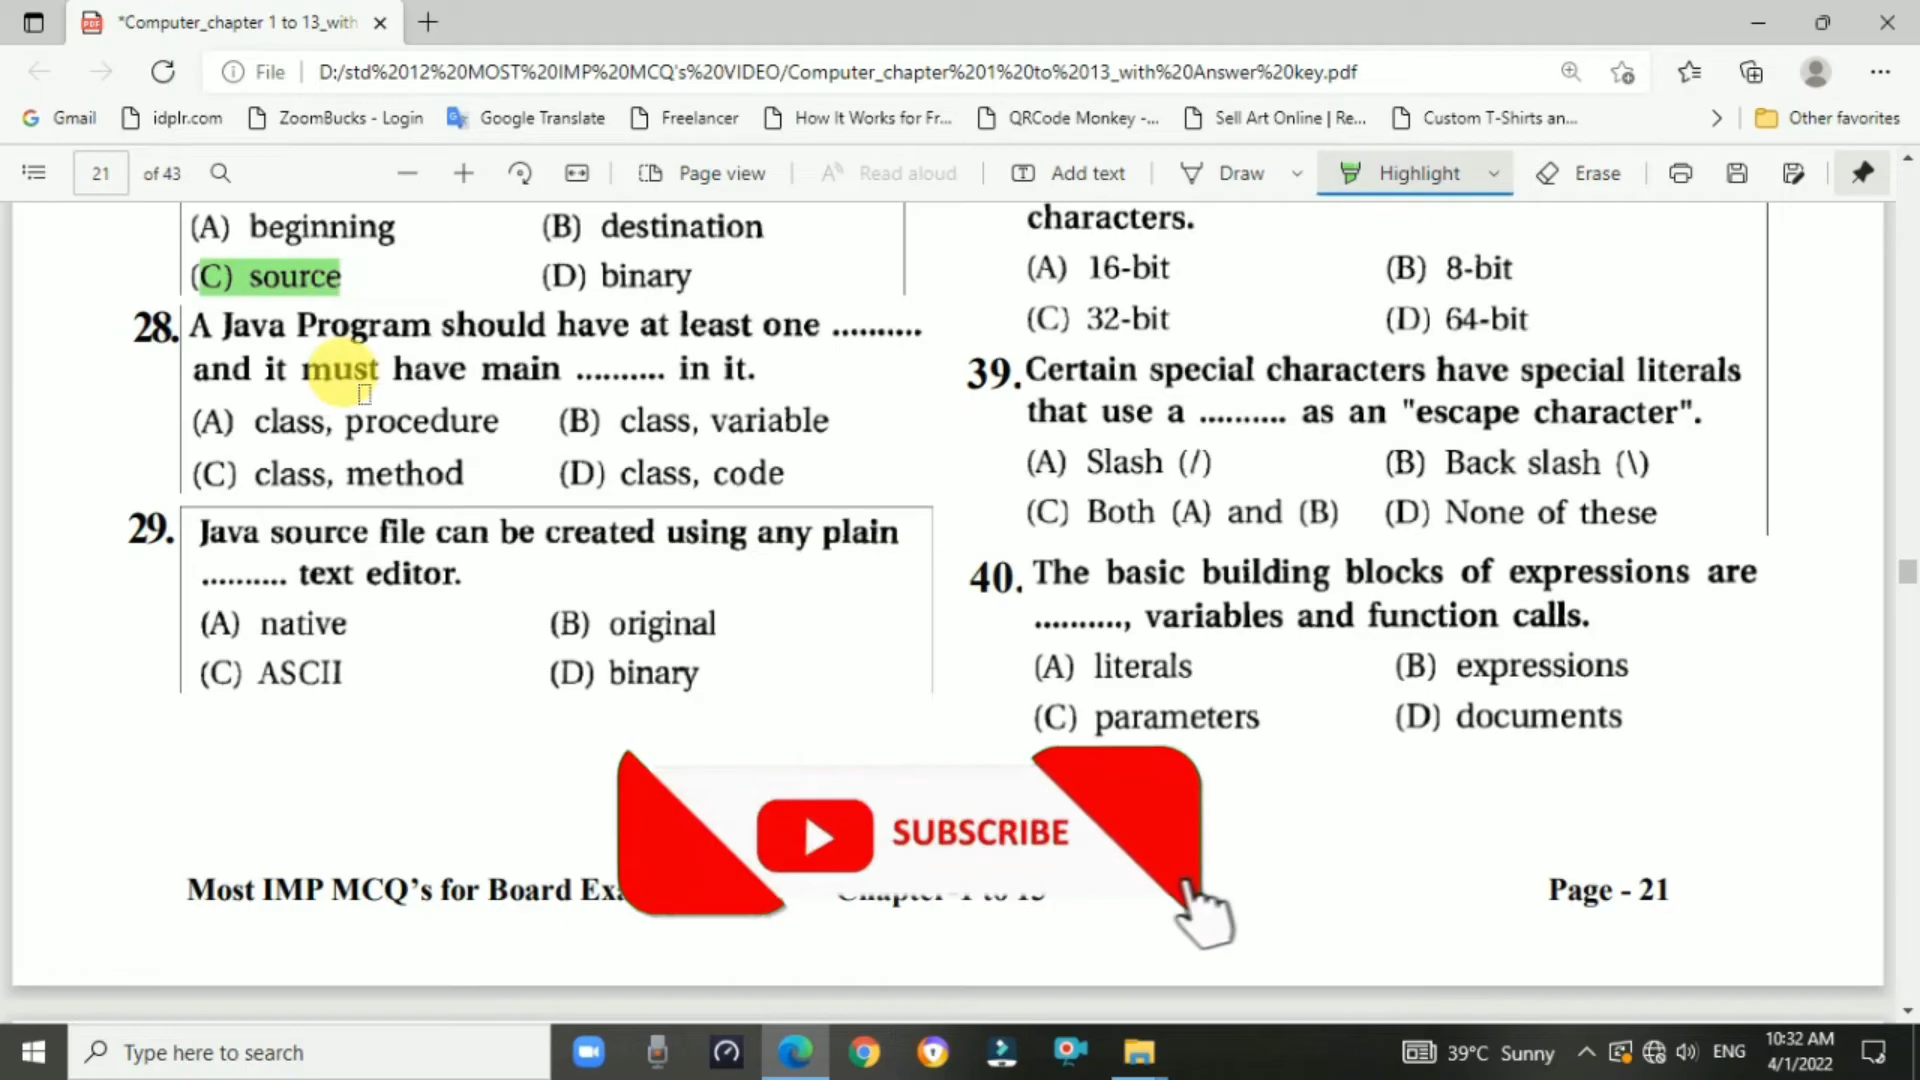 *Computer_chapter 1 to 13_with
File
D:/std%2012%20MOST%20IMP%20MCQ's%20VIDEO/Computer_chapter%201%20to%2013_with%20Answer%20key.pdf
Gmail
idplr.com
ZoomBucks - Login
Google Translate
Freelancer
How It Works for Fr...
QRCode Monkey -...
Sell Art Online | Re...
Custom T-Shirts an...
Other favorites
21 of 43
Page view
Read aloud
Add text
Draw
Highlight
Erase
(A) beginning (B) destination
(C) source (D) binary
28. A Java Program should have at least one ..........
and it must have main .......... in it.
(A) class, procedure (B) class, variable
(C) class, method (D) class, code
29. Java source file can be created using any plain
.......... text editor.
(A) native (B) original
(C) ASCII (D) binary
characters.
(A) 16-bit (B) 8-bit
(C) 32-bit (D) 64-bit
39. Certain special characters have special literals
that use a .......... as an "escape character".
(A) Slash (/) (B) Back slash (\)
(C) Both (A) and (B) (D) None of these
40. The basic building blocks of expressions are
.........., variables and function calls.
(A) literals (B) expressions
(C) parameters (D) documents
SUBSCRIBE
Most IMP MCQ's for Board
Page - 21
Type here to search
39°C Sunny
ENG
10:32 AM
4/1/2022